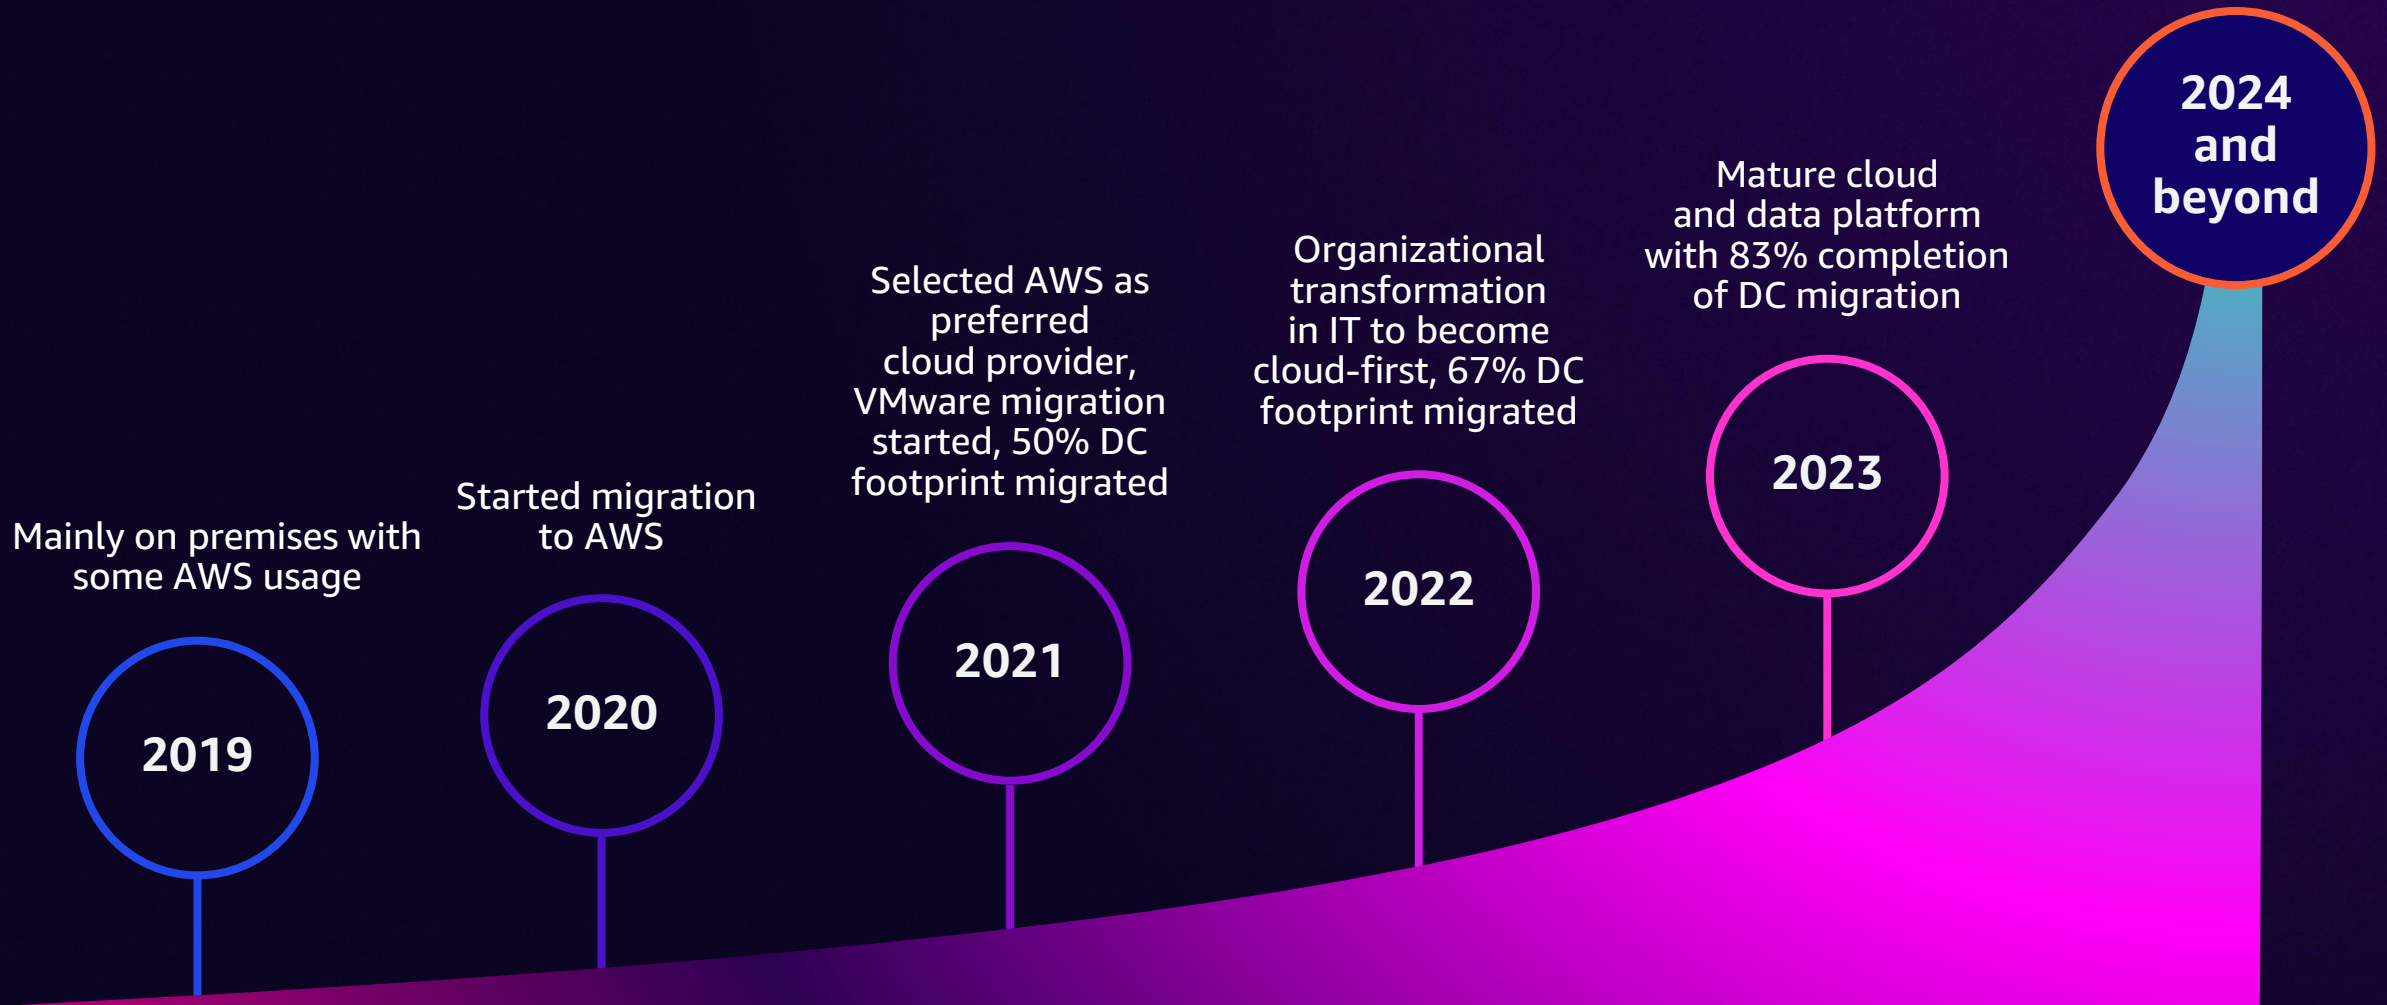 Mainly on premises with
some AWS usage
2019
Started migration
to AWS
2020
Selected AWS as
preferred
cloud provider,
VMware migration
started, 50% DC
footprint migrated
2021
Organizational
transformation
in IT to become
cloud-first, 67% DC
footprint migrated
2022
Mature cloud
and data platform
with 83% completion
of DC migration
2023
2024
and
beyond